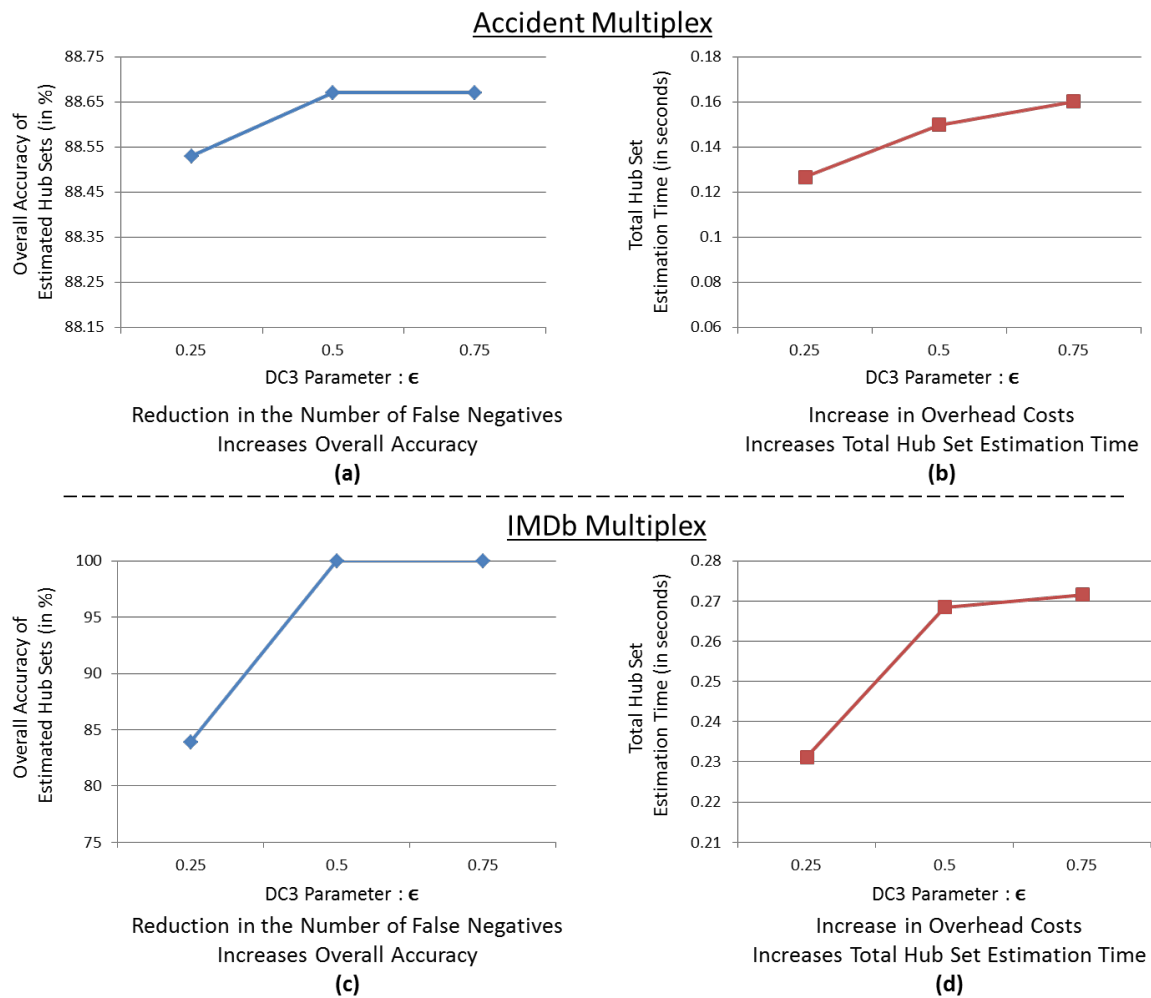 Accident Multiplex
Overall Accuracy of
Estimated Hub Sets (in %)
88.75
88.65
88.55
88.45
88.35
88.25
88.15
0.25 0.5 0.75
DC3 Parameter : ϵ
Reduction in the Number of False Negatives
Increases Overall Accuracy
(a)
Total Hub Set
Estimation Time (in seconds)
0.18
0.16
0.14
0.12
0.1
0.08
0.06
0.25 0.5 0.75
DC3 Parameter : ϵ
Increase in Overhead Costs
Increases Total Hub Set Estimation Time
(b)
IMDb Multiplex
Overall Accuracy of
Estimated Hub Sets (in %)
100
95
90
85
80
75
0.25 0.5 0.75
DC3 Parameter : ϵ
Reduction in the Number of False Negatives
Increases Overall Accuracy
(c)
Total Hub Set
Estimation Time (in seconds)
0.28
0.27
0.26
0.25
0.24
0.23
0.22
0.21
0.25 0.5 0.75
DC3 Parameter : ϵ
Increase in Overhead Costs
Increases Total Hub Set Estimation Time
(d)